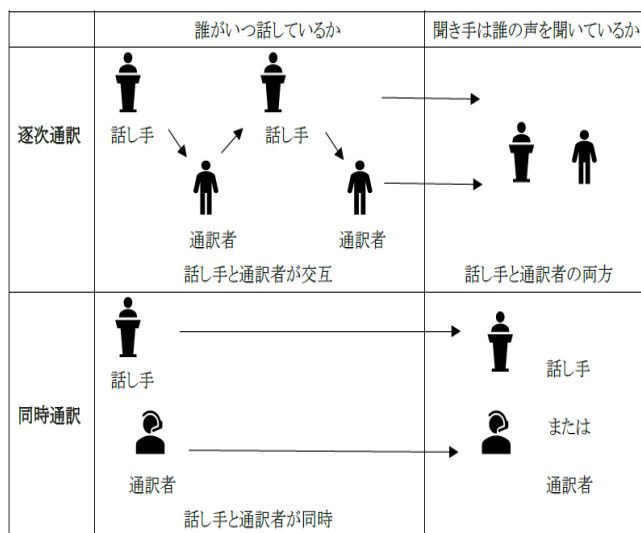 誰がいつ話しているか
聞き手は誰の声を聞いているか
逐次通訳
話し手
話し手
通訳者
通訳者
話し手と通訳者が交互
話し手と通訳者の両方
同時通訳
話し手
通訳者
話し手と通訳者が同時
話し手
または
通訳者